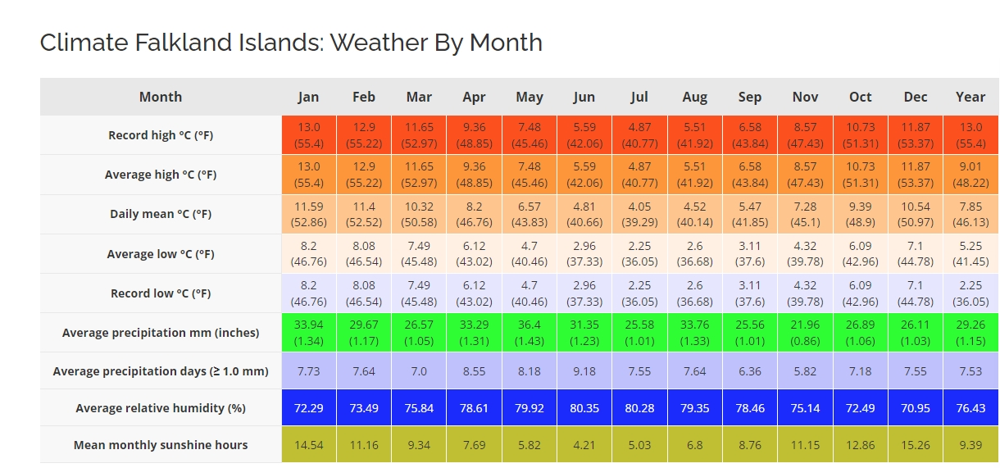 Climate Falkland Islands: Weather By Month
Month Jan Feb Mar Apr May Jun Jul Aug Sep Nov Oct Dec Year
Record high ºC (ºF) 13.0 (55.4) 12.9 (55.22) 11.65 (52.97) 9.36 (48.85) 7.48 (45.46) 5.59 (42.06) 4.87 (40.77) 5.51 (41.92) 6.58 (43.84) 8.57 (47.43) 10.73 (51.31) 11.87 (53.37) 13.0 (55.4)
Average high ºC (ºF) 13.0 (55.4) 12.9 (55.22) 11.65 (52.97) 9.36 (48.85) 7.48 (45.46) 5.59 (42.06) 4.87 (40.77) 5.51 (41.92) 6.58 (43.84) 8.57 (47.43) 10.73 (51.31) 11.87 (53.37) 9.01 (48.22)
Daily mean ºC (ºF) 11.59 (52.86) 11.4 (52.52) 10.32 (50.58) 8.2 (46.76) 6.57 (43.83) 4.81 (40.66) 4.05 (39.29) 4.52 (40.14) 5.47 (41.85) 7.28 (45.1) 9.39 (48.9) 10.54 (50.97) 7.85 (46.13)
Average low ºC (ºF) 8.2 (46.76) 8.08 (46.54) 7.49 (45.48) 6.12 (43.02) 4.7 (40.46) 2.96 (37.33) 2.25 (36.05) 2.6 (36.68) 3.11 (37.6) 4.32 (39.78) 6.09 (42.96) 7.1 (44.78) 5.25 (41.45)
Record low ºC (ºF) 8.2 (46.76) 8.08 (46.54) 7.49 (45.48) 6.12 (43.02) 4.7 (40.46) 2.96 (37.33) 2.25 (36.05) 2.6 (36.68) 3.11 (37.6) 4.32 (39.78) 6.09 (42.96) 7.1 (44.78) 2.25 (36.05)
Average precipitation mm (inches) 33.94 (1.34) 29.67 (1.17) 26.57 (1.05) 33.29 (1.31) 36.4 (1.43) 31.35 (1.23) 25.58 (1.01) 33.76 (1.33) 25.56 (1.01) 21.96 (0.86) 26.89 (1.06) 26.11 (1.03) 29.26 (1.15)
Average precipitation days (≥ 1.0 mm) 7.73 7.64 7.0 8.55 8.18 9.18 7.55 7.64 6.36 5.82 7.18 7.55 7.53
Average relative humidity (%) 72.29 73.49 75.84 78.61 79.92 80.35 80.28 79.35 78.46 75.14 72.49 70.95 76.43
Mean monthly sunshine hours 14.54 11.16 9.34 7.69 5.82 4.21 5.03 6.8 8.76 11.15 12.86 15.26 9.39